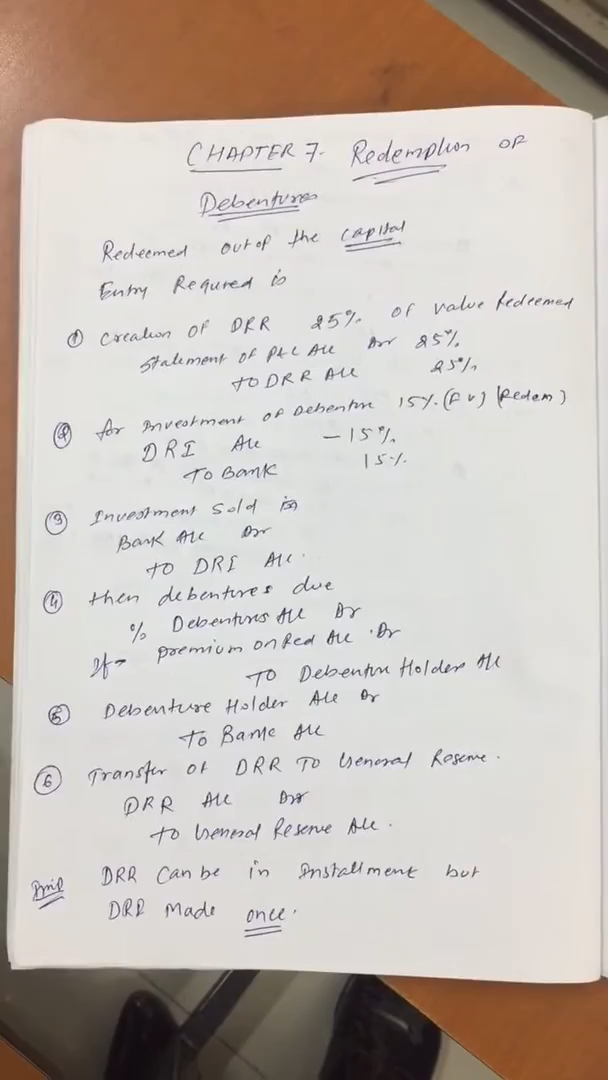 CHAPTER 7. Redemption OF
Debentures
Redeemed out of the capital
Entry Requred is
① Creation of DRR 25% of value Redeemed
Statement of P&L A/c Dr 25%
TO DRR A/c 25%
② for Investment of Debentive 15%. (F v) | Redem)
DRI A/c - 15%
TO Bank 15%.
③ Investment Sold is
Bank A/c Dr
TO DRI A/c.
④ then debentures due
% Debentures A/c Dr
If → premium on Red A/c . Dr
TO Debenture Holder A/c
⑤ Debenture Holder A/c Dr
To Bank A/c
⑥ Transfer of DRR TO General Reserve.
DRR A/c Dr
To General Reserve A/c.
DRR Can be in Installment but
DRI Made once.